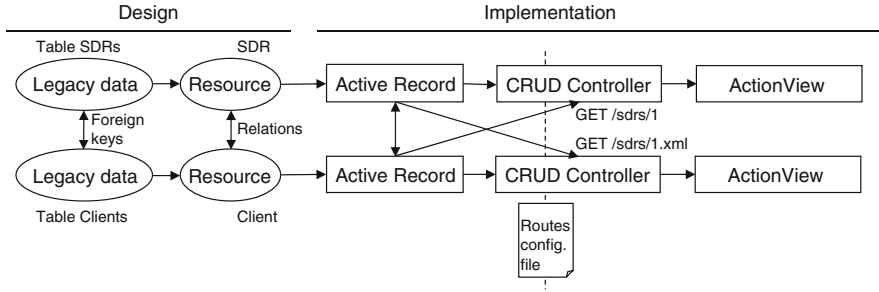 Design
Implementation
Table SDRs
SDR
Legacy data
Resource
Active Record
CRUD Controller
ActionView
Foreign
keys
Relations
GET /sdrs/1
GET /sdrs/1.xml
Legacy data
Resource
Active Record
CRUD Controller
ActionView
Table Clients
Client
Routes
config.
file